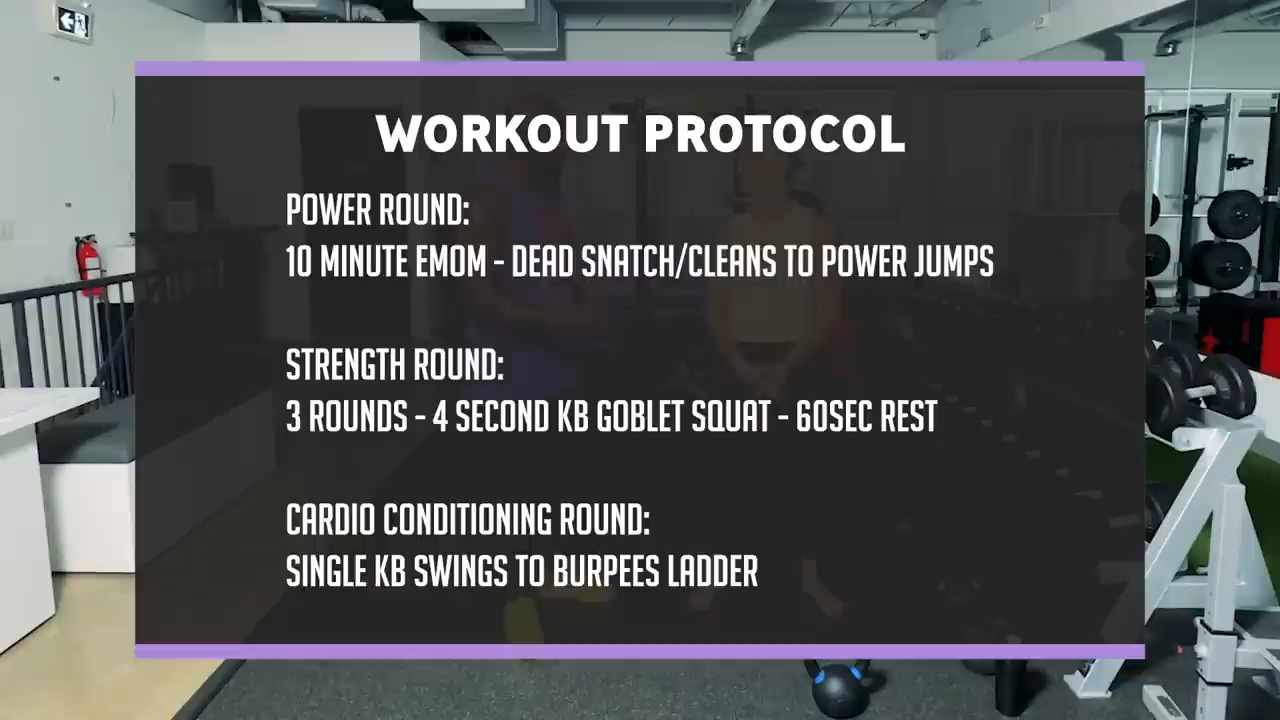 WORKOUT PROTOCOL
POWER ROUND:
10 MINUTE EMOM - DEAD SNATCH/CLEANS TO POWER JUMPS
STRENGTH ROUND:
3 ROUNDS - 4 SECOND KB GOBLET SQUAT - 60SEC REST
CARDIO CONDITIONING ROUND:
SINGLE KB SWINGS TO BURPEES LADDER